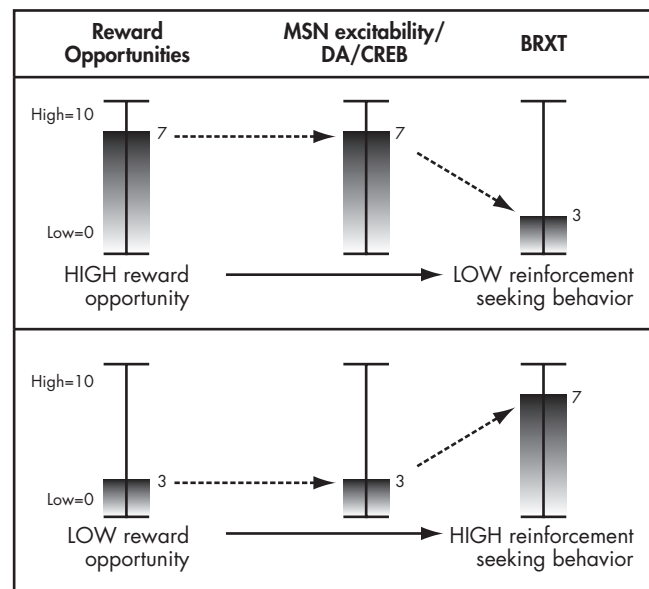 Reward
Opportunities
MSN excitability/
DA/CREB
BRXT
High=10
7
7
3
Low=0
HIGH reward
opportunity
LOW reinforcement
seeking behavior
High=10
7
3
3
Low=0
LOW reward
opportunity
HIGH reinforcement
seeking behavior